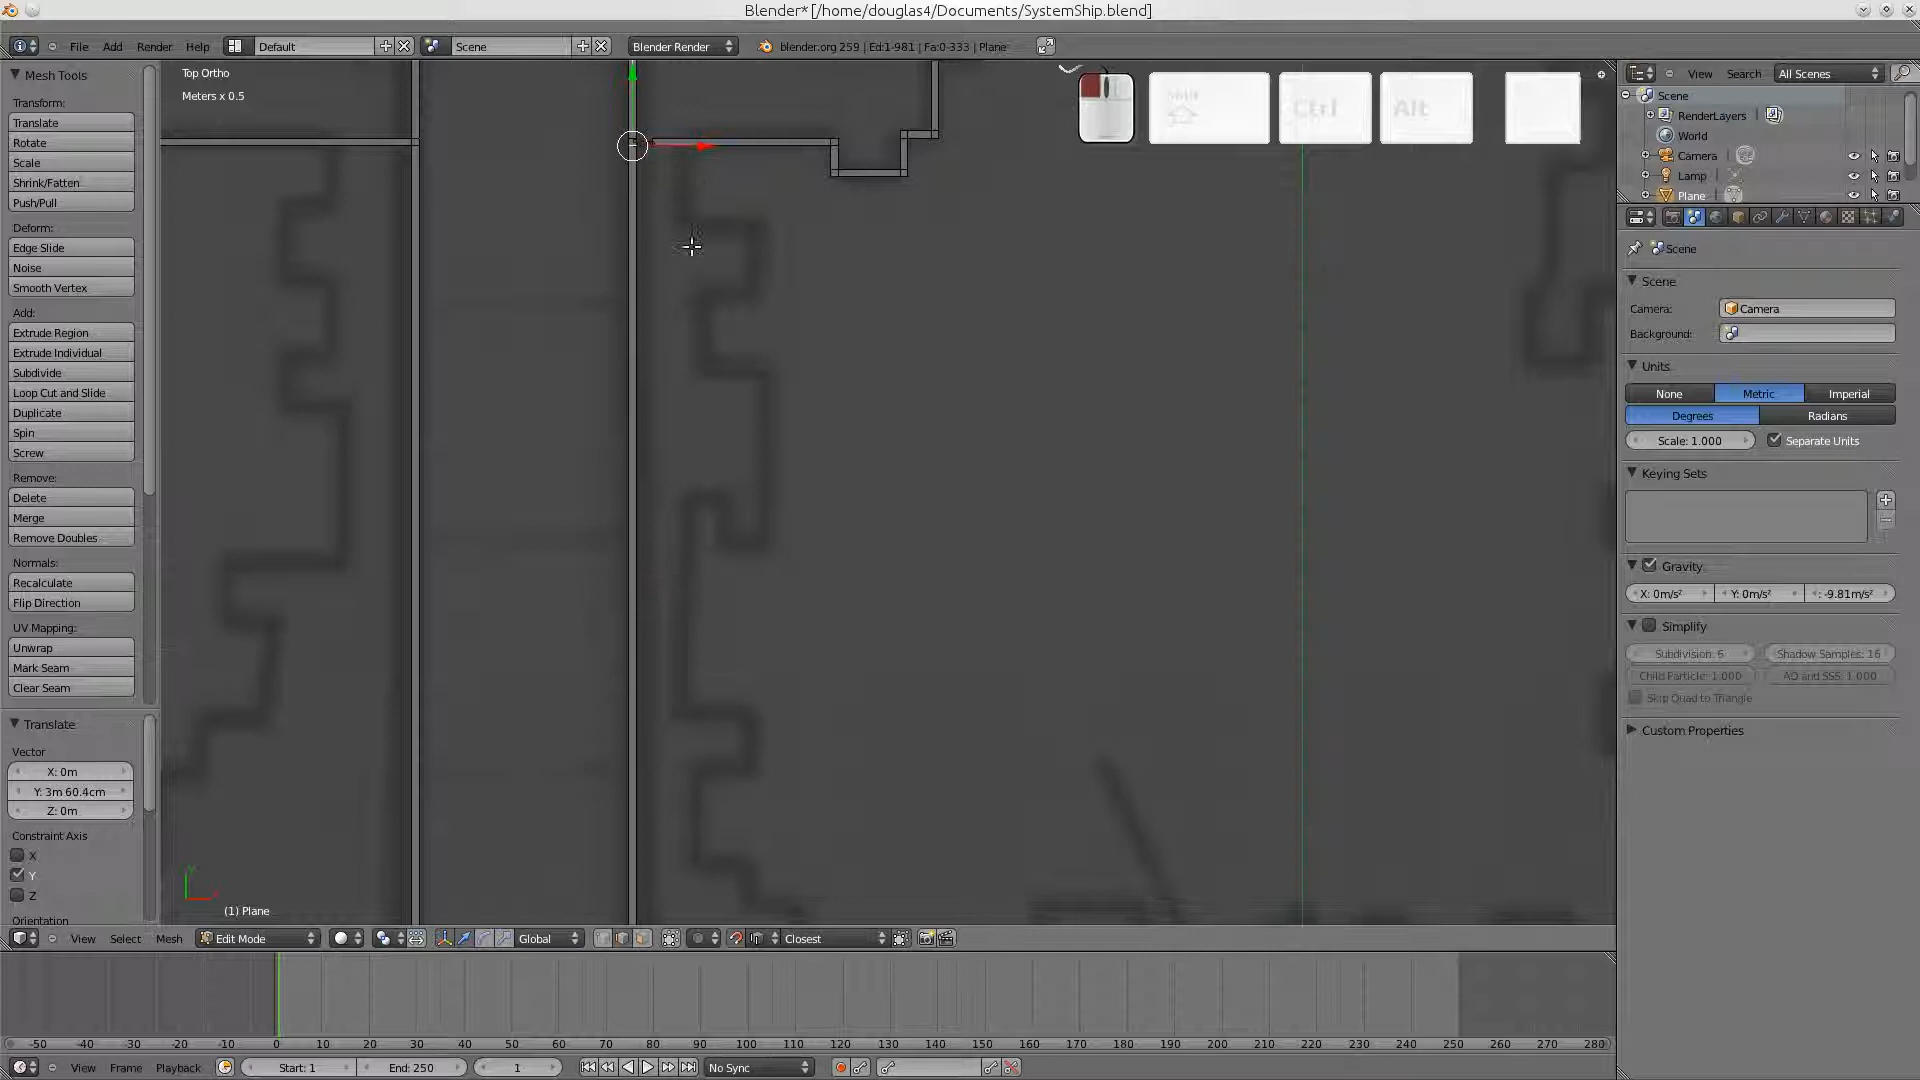 Blender* [/home/douglas4/Documents/SystemShip.blend]
File Add Render Help Default Scene Blender Render blender.org 259 | Ed:1-981 | Fa:0-333 | Plane
Mesh Tools
Transform:
Translate
Rotate
Scale
Shrink/Fatten
Push/Pull
Deform:
Edge Slide
Noise
Smooth Vertex
Add:
Extrude Region
Extrude Individual
Subdivide
Loop Cut and Slide
Duplicate
Spin
Screw
Remove:
Delete
Merge
Remove Doubles
Normals:
Recalculate
Flip Direction
UV Mapping:
Unwrap
Mark Seam
Clear Seam
Translate
Vector
X: 0m
Y: 3m 60.4cm
Z: 0m
Constraint Axis
X
Y
Z
Orientation
Top Ortho
Meters x 0.5
Shift
Ctrl
Alt
(1) Plane
View Select Mesh Edit Mode Global Closest
View Search All Scenes
Scene
RenderLayers
World
Camera
Lamp
Plane
Scene
Scene
Camera: Camera
Background:
Units
None Metric Imperial
Degrees Radians
Scale: 1.000 Separate Units
Keying Sets
Gravity
X: 0m/s² Y: 0m/s² : -9.81m/s²
Simplify
Subdivision: 6 Shadow Samples: 16
Child Particle: 1.000 AO and SSS: 1.000
Skip Quad to Triangle
Custom Properties
-50 -40 -30 -20 -10 0 10 20 30 40 50 60 70 80 90 100 110 120 130 140 150 160 170 180 190 200 210 220 230 240 250 260 270 280
View Frame Playback Start: 1 End: 250 1 No Sync